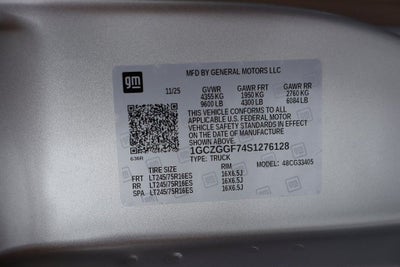 gm
MFD BY GENERAL MOTORS LLC
11/25 GVWR GAWR FRT GAWR RR
4355 KG 1950 KG 2760 KG
9600 LB 4300 LB 6084 LB
THIS VEHICLE CONFORMS TO ALL
APPLICABLE U.S. FEDERAL MOTOR
VEHICLE SAFETY STANDARDS IN EFFECT
ON THE DATE OF MANUFACTURE
SHOWN ABOVE.
636R 1GCZGGF74S1276128
TYPE: TRUCK MODEL: 48CG33405
TIRE SIZE RIM
FRT LT245/75R16ES 16X6.5J
RR LT245/75R16ES 16X6.5J
SPA LT245/75R16ES 16X6.5J